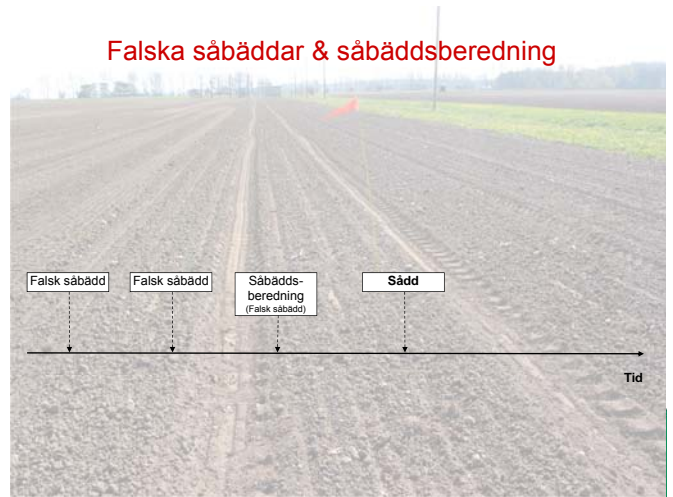 Falska såbäddar & såbäddsberedning
Falsk såbädd
Falsk såbädd
Såbädds-
beredning
(Falsk såbädd)
Sådd
Tid